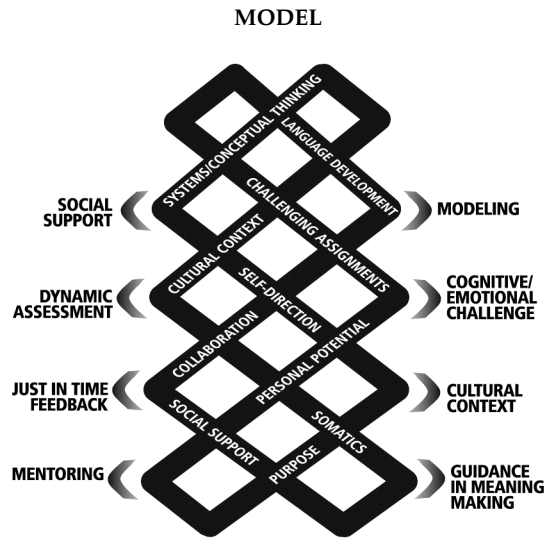 MODEL
SYSTEMS/CONCEPTUAL THINKING
LANGUAGE DEVELOPMENT
SOCIAL
SUPPORT
CHALLENGING ASSIGNMENTS
MODELING
CULTURAL CONTEXT
SELF-DIRECTION
DYNAMIC
ASSESSMENT
COGNITIVE/
EMOTIONAL
CHALLENGE
COLLABORATION
PERSONAL POTENTIAL
JUST IN TIME
FEEDBACK
SOCIAL SUPPORT
SOMATICS
CULTURAL
CONTEXT
MENTORING
PURPOSE
GUIDANCE
IN MEANING
MAKING